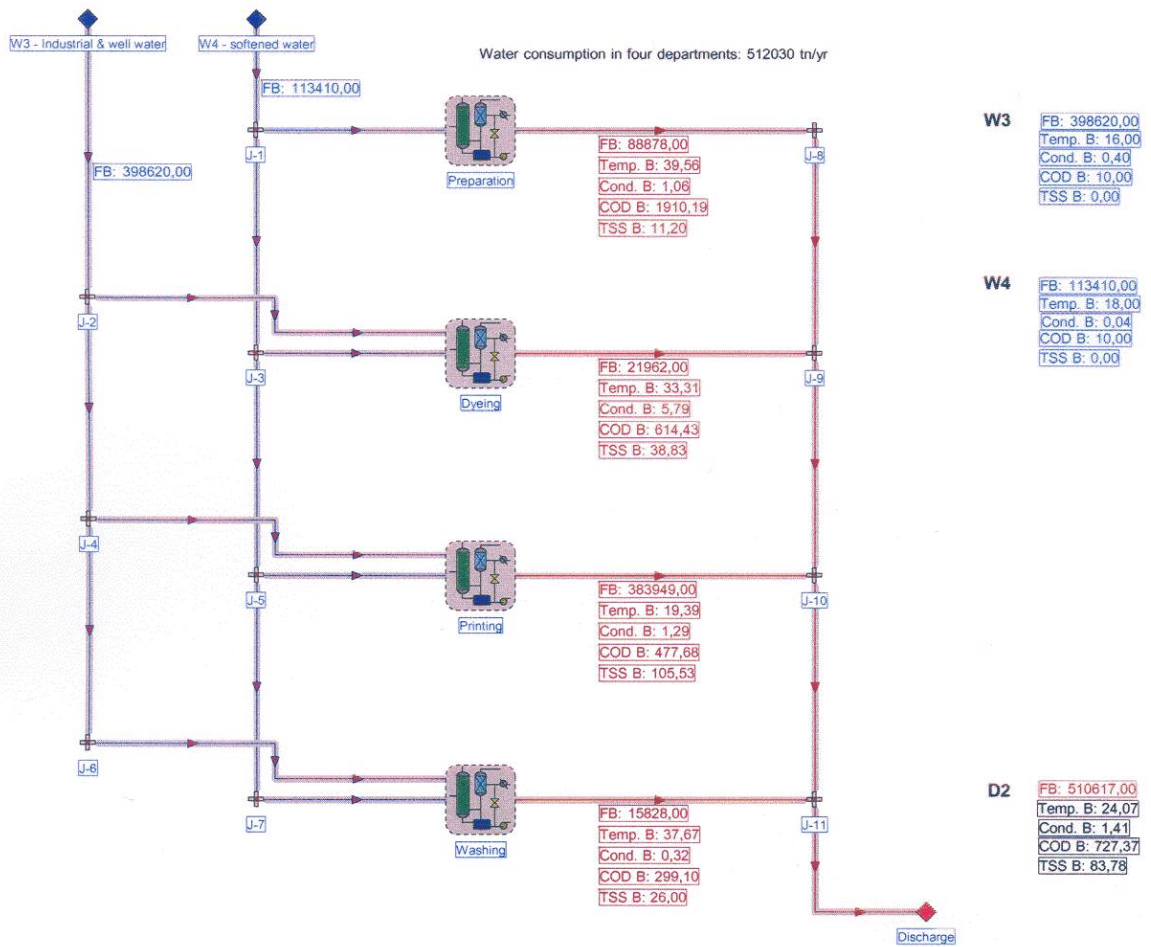 W3 - Industrial & well water
W4 - softened water
Water consumption in four departments: 512030 tn/yr
FB: 113410,00
FB: 398620,00
J-1
Preparation
FB: 88878,00
Temp. B: 39,56
Cond. B: 1,06
COD B: 1910,19
TSS B: 11,20
J-8
W3
FB: 398620,00
Temp. B: 16,00
Cond. B: 0,40
COD B: 10,00
TSS B: 0,00
W4
FB: 113410,00
Temp. B: 18,00
Cond. B: 0,04
COD B: 10,00
TSS B: 0,00
J-2
J-3
Dyeing
FB: 21962,00
Temp. B: 33,31
Cond. B: 5,79
COD B: 614,43
TSS B: 38,83
J-9
J-4
J-5
Printing
FB: 383949,00
Temp. B: 19,39
Cond. B: 1,29
COD B: 477,68
TSS B: 105,53
J-10
J-6
J-7
Washing
FB: 15828,00
Temp. B: 37,67
Cond. B: 0,32
COD B: 299,10
TSS B: 26,00
J-11
D2
FB: 510617,00
Temp. B: 24,07
Cond. B: 1,41
COD B: 727,37
TSS B: 83,78
Discharge